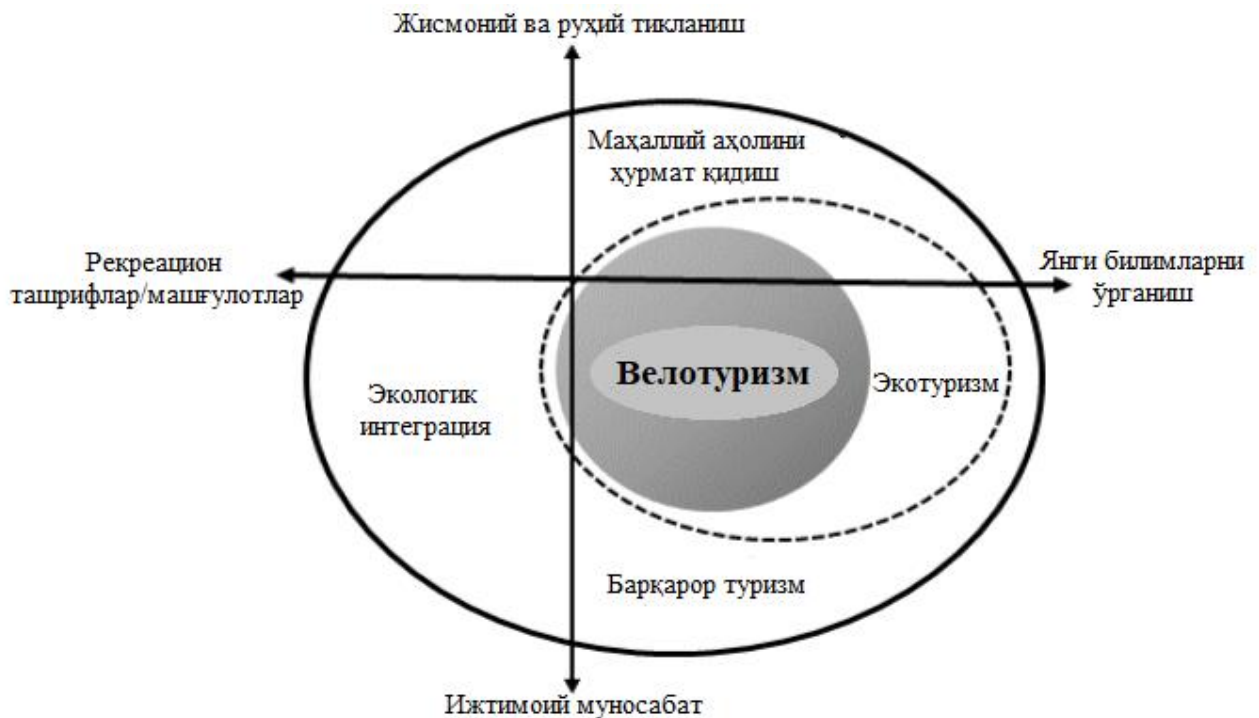 Жисмоний ва руҳий тикланиш
Маҳаллий аҳолини
ҳурмат қидиш
Рекреацион
ташрифлар/машғулотлар
Янги билимларни
ўрганиш
Велотуризм
Экотуризм
Экологик
интеграция
Барқарор туризм
Ижтимоий муносабат